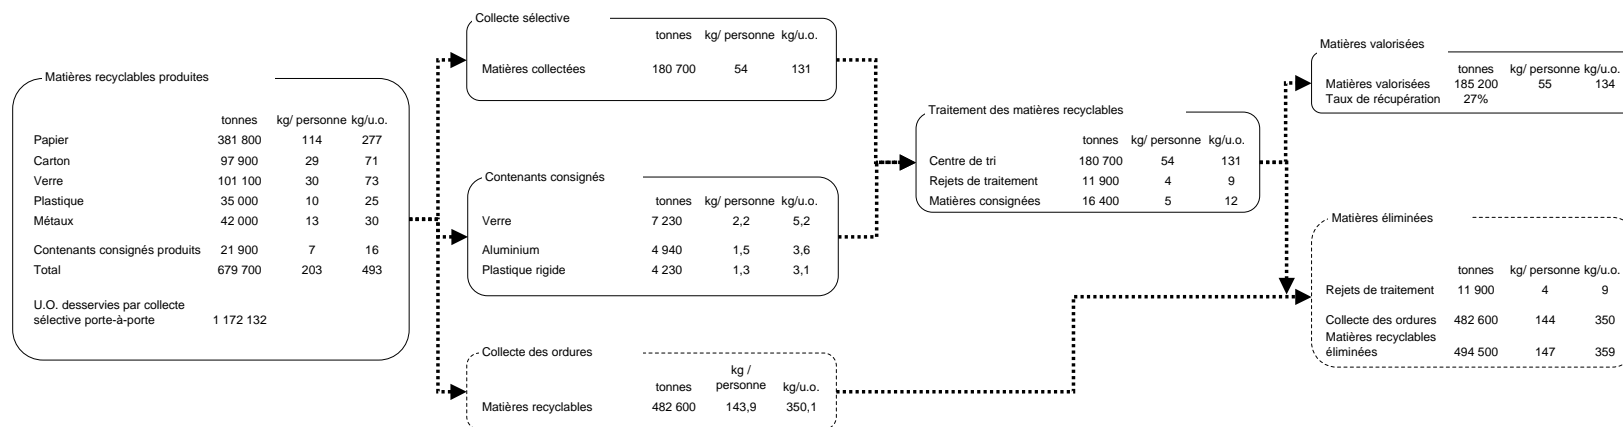 Matières recyclables produites
tonnes kg/ personne kg/u.o.
Papier 381 800 114 277
Carton 97 900 29 71
Verre 101 100 30 73
Plastique 35 000 10 25
Métaux 42 000 13 30
Contenants consignés produits 21 900 7 16
Total 679 700 203 493
U.O. desservies par collecte
sélective porte-à-porte 1 172 132
Collecte sélective
tonnes kg/ personne kg/u.o.
Matières collectées 180 700 54 131
Contenants consignés
tonnes kg/ personne kg/u.o.
Verre 7 230 2,2 5,2
Aluminium 4 940 1,5 3,6
Plastique rigide 4 230 1,3 3,1
Collecte des ordures
kg /
tonnes personne kg/u.o.
Matières recyclables 482 600 143,9 350,1
Traitement des matières recyclables
tonnes kg/ personne kg/u.o.
Centre de tri 180 700 54 131
Rejets de traitement 11 900 4 9
Matières consignées 16 400 5 12
Matières valorisées
tonnes kg/ personne kg/u.o.
Matières valorisées 185 200 55 134
Taux de récupération 27%
Matières éliminées
tonnes kg/ personne kg/u.o.
Rejets de traitement 11 900 4 9
Collecte des ordures 482 600 144 350
Matières recyclables
éliminées 494 500 147 359